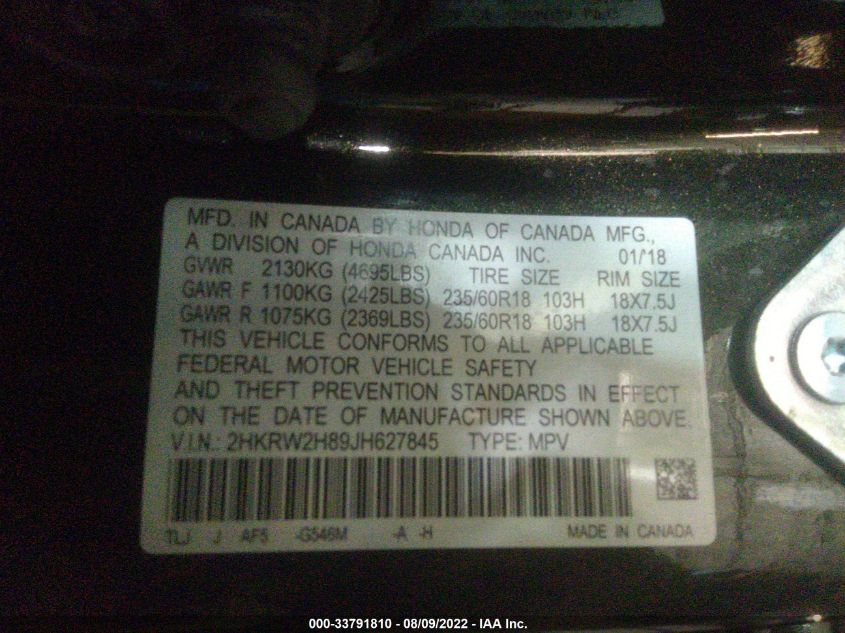 MFD. IN CANADA BY HONDA OF CANADA MFG.,
A DIVISION OF HONDA CANADA INC. 01/18
GVWR 2130KG (4695LBS) TIRE SIZE RIM SIZE
GAWR F 1100KG (2425LBS) 235/60R18 103H 18X7.5J
GAWR R 1075KG (2369LBS) 235/60R18 103H 18X7.5J
THIS VEHICLE CONFORMS TO ALL APPLICABLE
FEDERAL MOTOR VEHICLE SAFETY
AND THEFT PREVENTION STANDARDS IN EFFECT
ON THE DATE OF MANUFACTURE SHOWN ABOVE.
V.I.N.: 2HKRW2H89JH627845 TYPE: MPV
TLJ J AF5 -G546M -A -H MADE IN CANADA
000-33791810 - 08/09/2022 - IAA Inc.